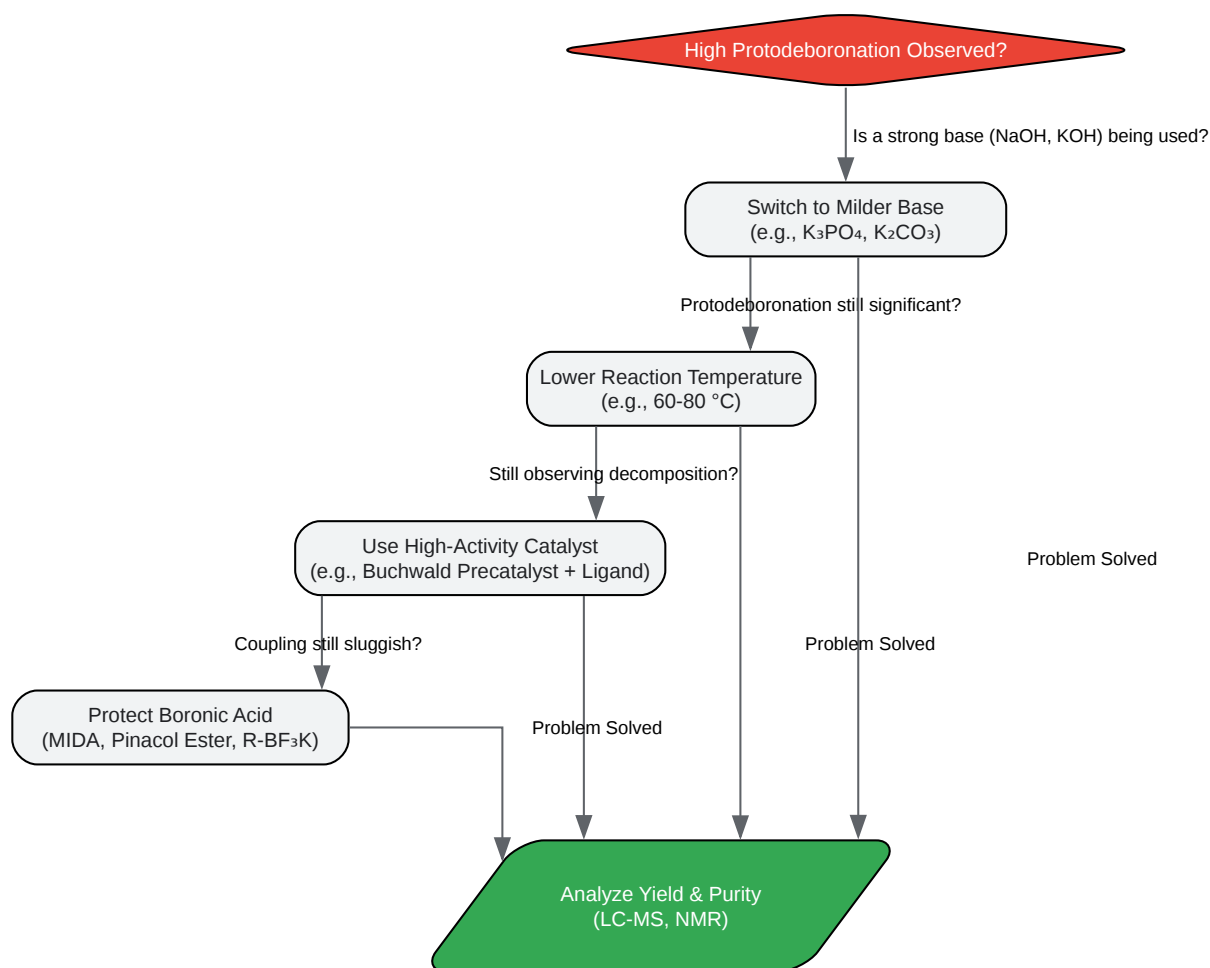 High Protodeboronation Observed?
Is a strong base (NaOH, KOH) being used?
Switch to Milder Base
(e.g., K₃PO₄, K₂CO₃)
Protodeboronation still significant?
Lower Reaction Temperature
(e.g., 60-80 °C)
Still observing decomposition?
Use High-Activity Catalyst
(e.g., Buchwald Precatalyst + Ligand)
Problem Solved
Coupling still sluggish?
Problem Solved
Protect Boronic Acid
(MIDA, Pinacol Ester, R-BF₃K)
Problem Solved
Analyze Yield & Purity
(LC-MS, NMR)